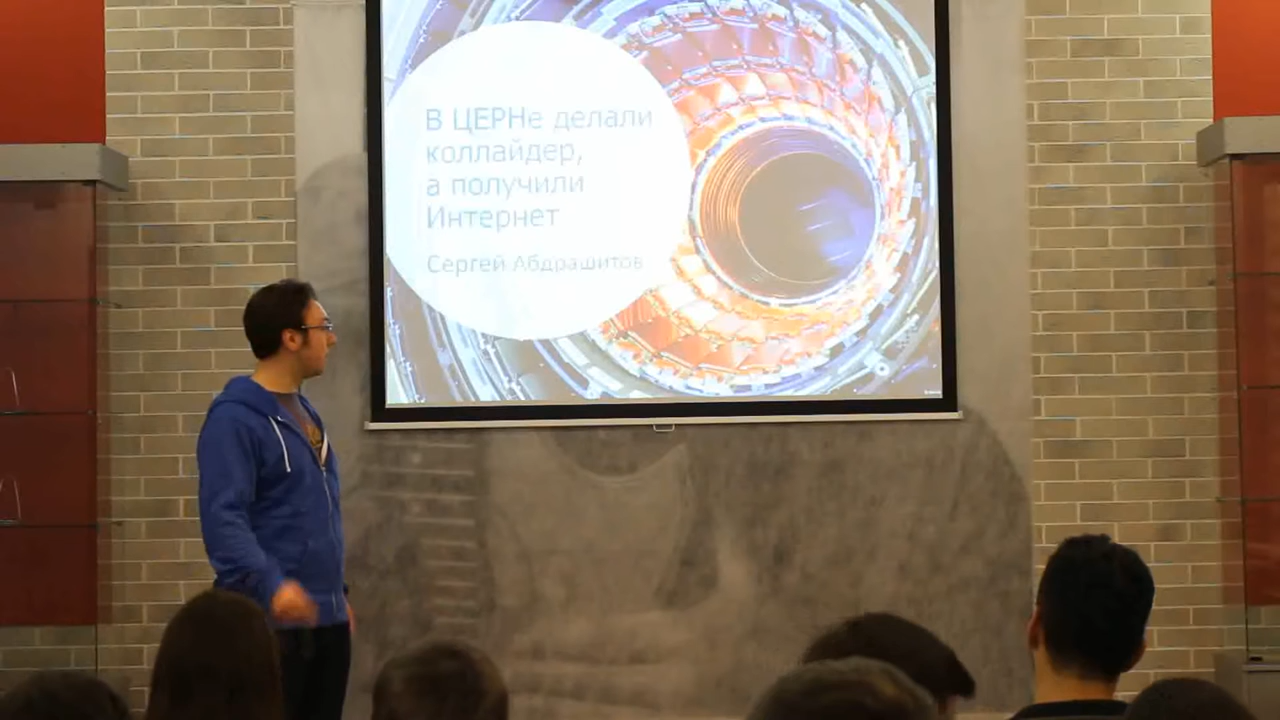 В ЦЕРНе делали
коллайдер,
а получили
Интернет
Сергей Абдрашитов